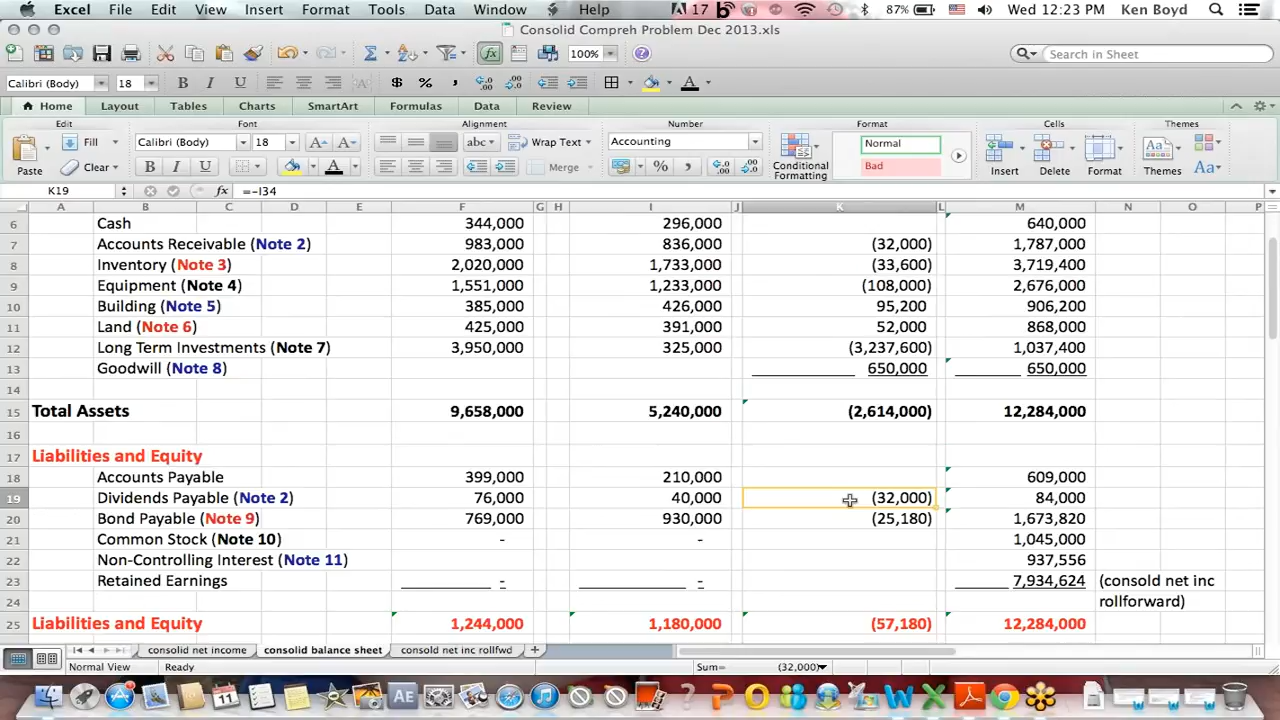 Excel File Edit View Insert Format Tools Data Window Help 17 87% Wed 12:23 PM Ken Boyd
Consolid Compreh Problem Dec 2013.xls
100% Search in Sheet
Calibri (Body) 18 B I U $ %
Home Layout Tables Charts SmartArt Formulas Data Review
Edit Font Alignment Number Format Cells Themes
Fill Calibri (Body) 18 A A abc Wrap Text Accounting Normal
Paste Clear B I U A Merge % Conditional Formatting Bad Insert Delete Format Themes Aa
K19 fx =-I34
A B C D E F G H I J K L M N O P
6 Cash 344,000 296,000 640,000
7 Accounts Receivable (Note 2) 983,000 836,000 (32,000) 1,787,000
8 Inventory (Note 3) 2,020,000 1,733,000 (33,600) 3,719,400
9 Equipment (Note 4) 1,551,000 1,233,000 (108,000) 2,676,000
10 Building (Note 5) 385,000 426,000 95,200 906,200
11 Land (Note 6) 425,000 391,000 52,000 868,000
12 Long Term Investments (Note 7) 3,950,000 325,000 (3,237,600) 1,037,400
13 Goodwill (Note 8) 650,000 650,000
14
15 Total Assets 9,658,000 5,240,000 (2,614,000) 12,284,000
16
17 Liabilities and Equity
18 Accounts Payable 399,000 210,000 609,000
19 Dividends Payable (Note 2) 76,000 40,000 (32,000) 84,000
20 Bond Payable (Note 9) 769,000 930,000 (25,180) 1,673,820
21 Common Stock (Note 10) - - 1,045,000
22 Non-Controlling Interest (Note 11) 937,556
23 Retained Earnings - - 7,934,624 (consold net inc
24 rollforward)
25 Liabilities and Equity 1,244,000 1,180,000 (57,180) 12,284,000
consolid net income consolid balance sheet consold net inc rollfwd
Normal View Ready Sum= (32,000)